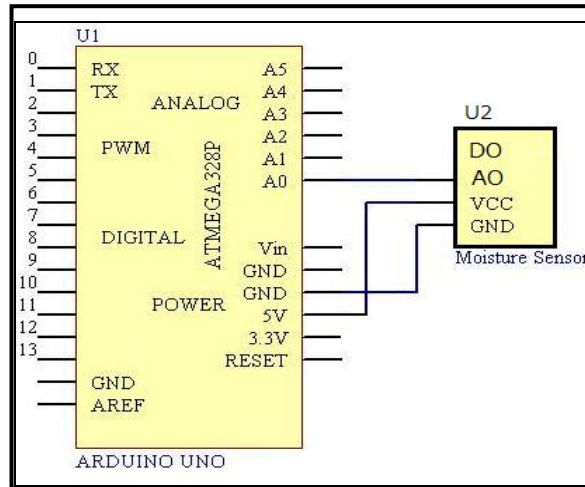 U1
0
1
2
3
4
5
6
7
8
9
10
11
12
13
RX
TX
ANALOG
PWM
ATMEGA328P
DIGITAL
POWER
GND
AREF
A5
A4
A3
A2
A1
A0
Vin
GND
GND
5V
3.3V
RESET
ARDUINO UNO
U2
DO
AO
VCC
GND
Moisture Sensor